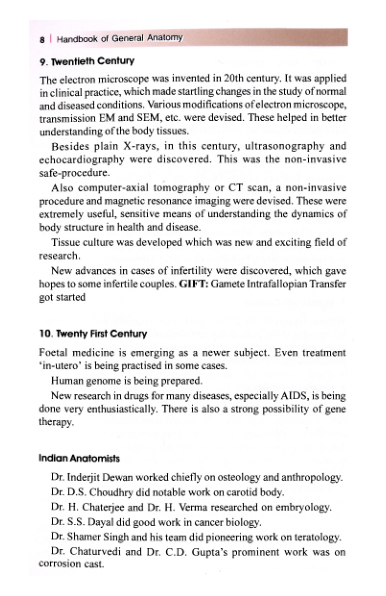 8 | Handbook of General Anatomy
9. Twentieth Century
The electron microscope was invented in 20th century. It was applied
in clinical practice, which made startling changes in the study of normal
and diseased conditions. Various modifications of electron microscope,
transmission EM and SEM, etc. were devised. These helped in better
understanding of the body tissues.
Besides plain X-rays, in this century, ultrasonography and
echocardiography were discovered. This was the non-invasive
safe-procedure.
Also computer-axial tomography or CT scan, a non-invasive
procedure and magnetic resonance imaging were devised. These were
extremely useful, sensitive means of understanding the dynamics of
body structure in health and disease.
Tissue culture was developed which was new and exciting field of
research.
New advances in cases of infertility were discovered, which gave
hopes to some infertile couples. GIFT: Gamete Intrafallopian Transfer
got started
10. Twenty First Century
Foetal medicine is emerging as a newer subject. Even treatment
'in-utero' is being practised in some cases.
Human genome is being prepared.
New research in drugs for many diseases, especially AIDS, is being
done very enthusiastically. There is also a strong possibility of gene
therapy.
Indian Anatomists
Dr. Inderjit Dewan worked chiefly on osteology and anthropology.
Dr. D.S. Choudhry did notable work on carotid body.
Dr. H. Chaterjee and Dr. H. Verma researched on embryology.
Dr. S.S. Dayal did good work in cancer biology.
Dr. Shamer Singh and his team did pioneering work on teratology.
Dr. Chaturvedi and Dr. C.D. Gupta's prominent work was on
corrosion cast.